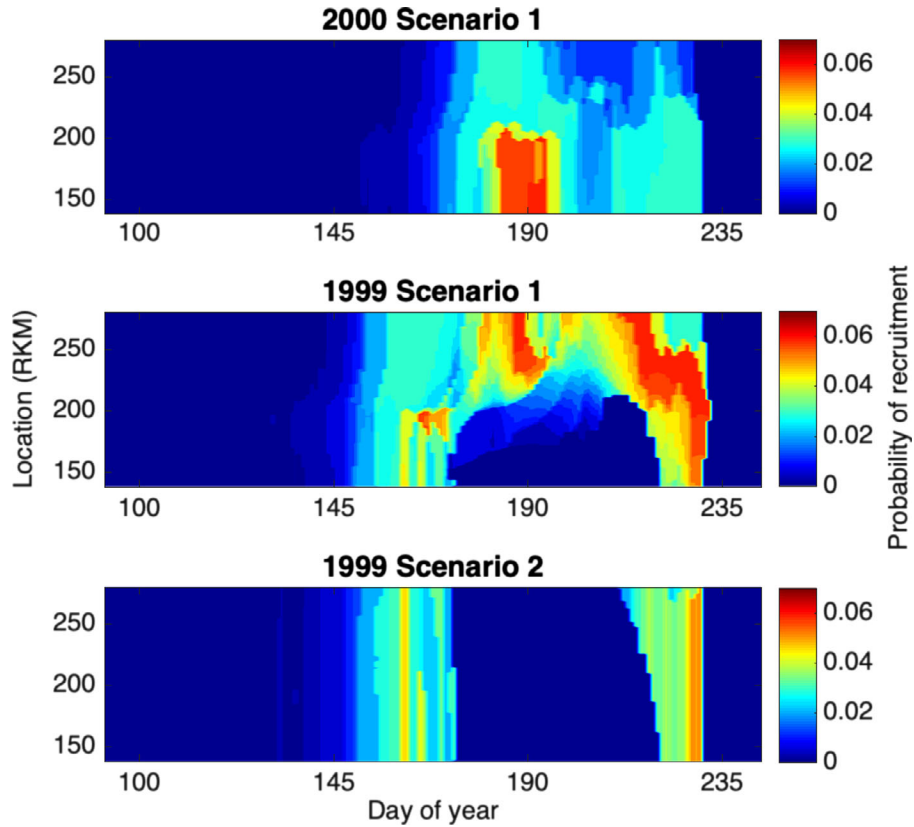 2000 Scenario 1
250
200
150
100 145 190 235
0.06
0.04
0.02
0
1999 Scenario 1
250
200
150
100 145 190 235
0.06
0.04
0.02
0
1999 Scenario 2
250
200
150
100 145 190 235
0.06
0.04
0.02
0
Day of year
Location (RKM)
Probability of recruitment